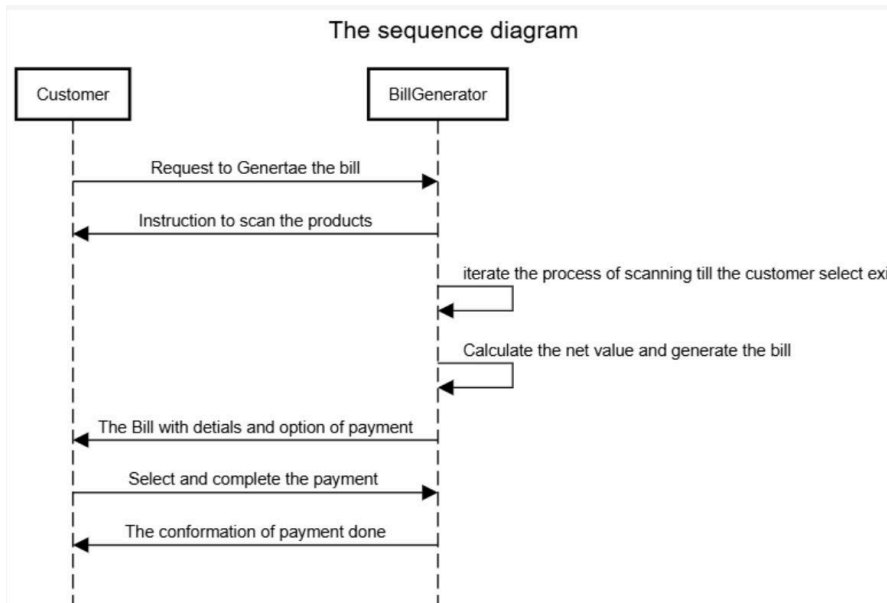 The sequence diagram
Customer
BillGenerator
Request to Genertae the bill
Instruction to scan the products
iterate the process of scanning till the customer select exi
Calculate the net value and generate the bill
The Bill with detials and option of payment
Select and complete the payment
The conformation of payment done